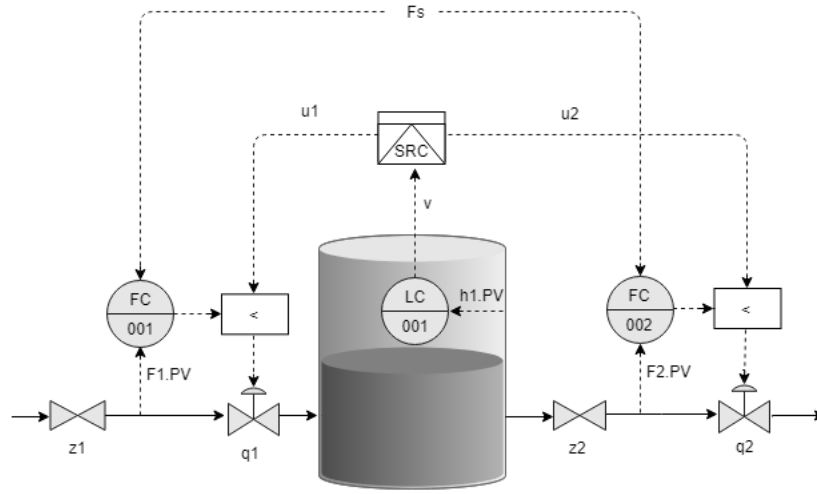 Fs
u1
u2
SRC
v
FC
001
<
LC
001
h1.PV
FC
002
<
F1.PV
F2.PV
z1
q1
z2
q2